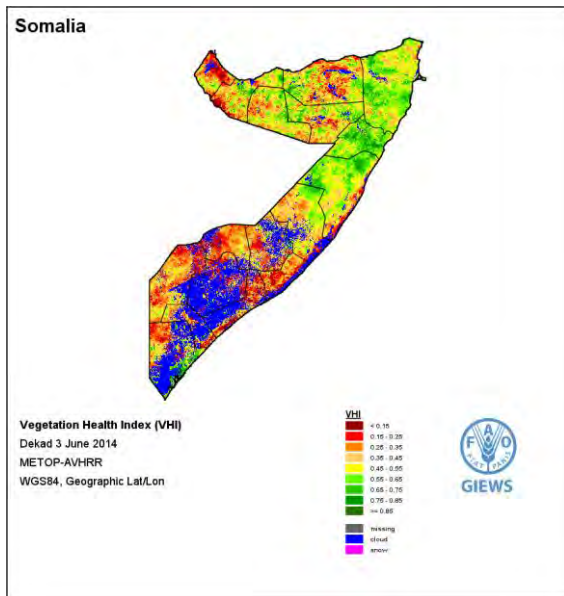 Somalia
Vegetation Health Index (VHI)
Dekad 3 June 2014
METOP-AVHRR
WGS84, Geographic Lat/Lon
VHI
< 0.15
0.15 - 0.25
0.25 - 0.35
0.35 - 0.45
0.45 - 0.55
0.55 - 0.65
0.65 - 0.75
0.75 - 0.85
>= 0.85
missing
cloud
snow
F A O
FIAT PANIS
GIEWS